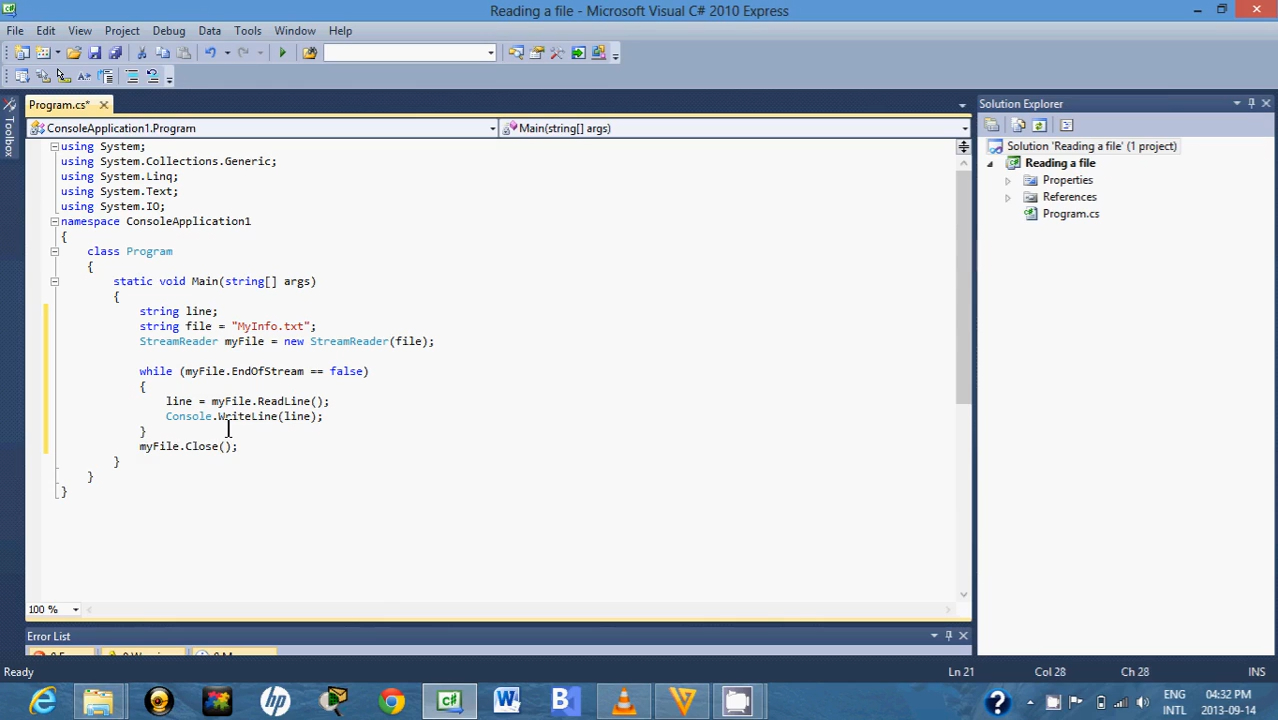 Reading a file - Microsoft Visual C# 2010 Express
File Edit View Project Debug Data Tools Window Help
Program.cs*
Solution Explorer
Toolbox
ConsoleApplication1.Program
Main(string[] args)
using System;
using System.Collections.Generic;
using System.Linq;
using System.Text;
using System.IO;
namespace ConsoleApplication1
{
class Program
{
static void Main(string[] args)
{
string line;
string file = "MyInfo.txt";
StreamReader myFile = new StreamReader(file);
while (myFile.EndOfStream == false)
{
line = myFile.ReadLine();
Console.WriteLine(line);
}
myFile.Close();
}
}
}
Solution 'Reading a file' (1 project)
Reading a file
Properties
References
Program.cs
100 %
Error List
Ready
Ln 21
Col 28
Ch 28
INS
ENG
INTL
04:32 PM
2013-09-14